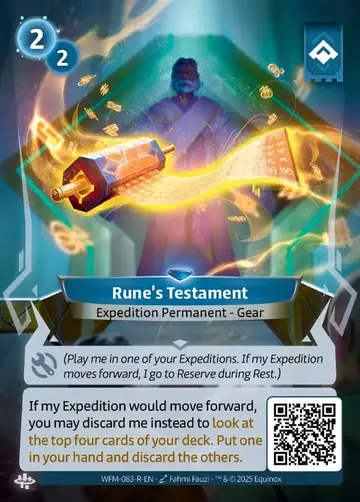 2
2
Rune's Testament
Expedition Permanent - Gear
(Play me in one of your Expeditions. If my Expedition
moves forward, I go to Reserve during Rest.)
If my Expedition would move forward,
you may discard me instead to look at
the top four cards of your deck. Put one
in your hand and discard the others.
WFM-083-R-EN - Fahmi Fauzi - ™ & © 2025 Equinox